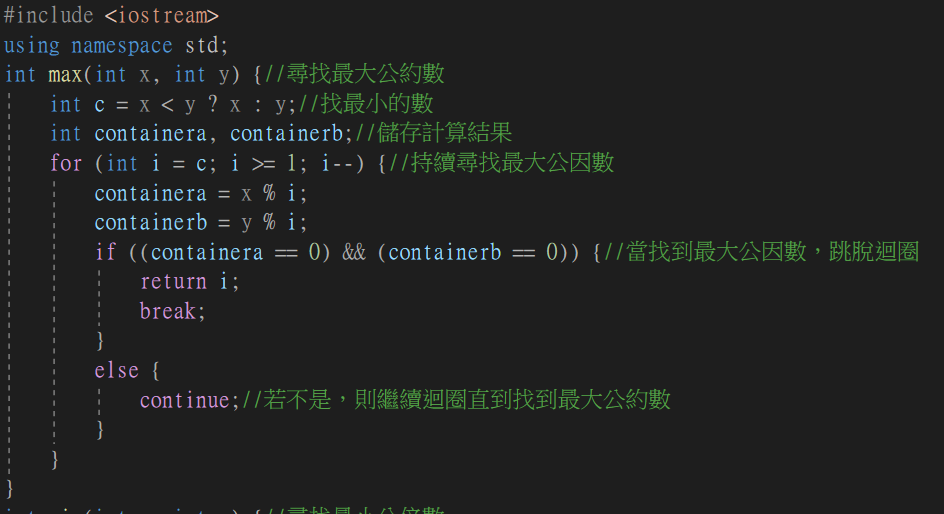 #include <iostream>
using namespace std;
int max(int x, int y) {//尋找最大公約數
int c = x < y ? x : y;//找最小的數
int containera, containerb;//儲存計算結果
for (int i = c; i >= 1; i--) {//持續尋找最大公因數
containera = x % i;
containerb = y % i;
if ((containera == 0) && (containerb == 0)) {//當找到最大公因數，跳脫迴圈
return i;
break;
}
else {
continue;//若不是，則繼續迴圈直到找到最大公約數
}
}
}